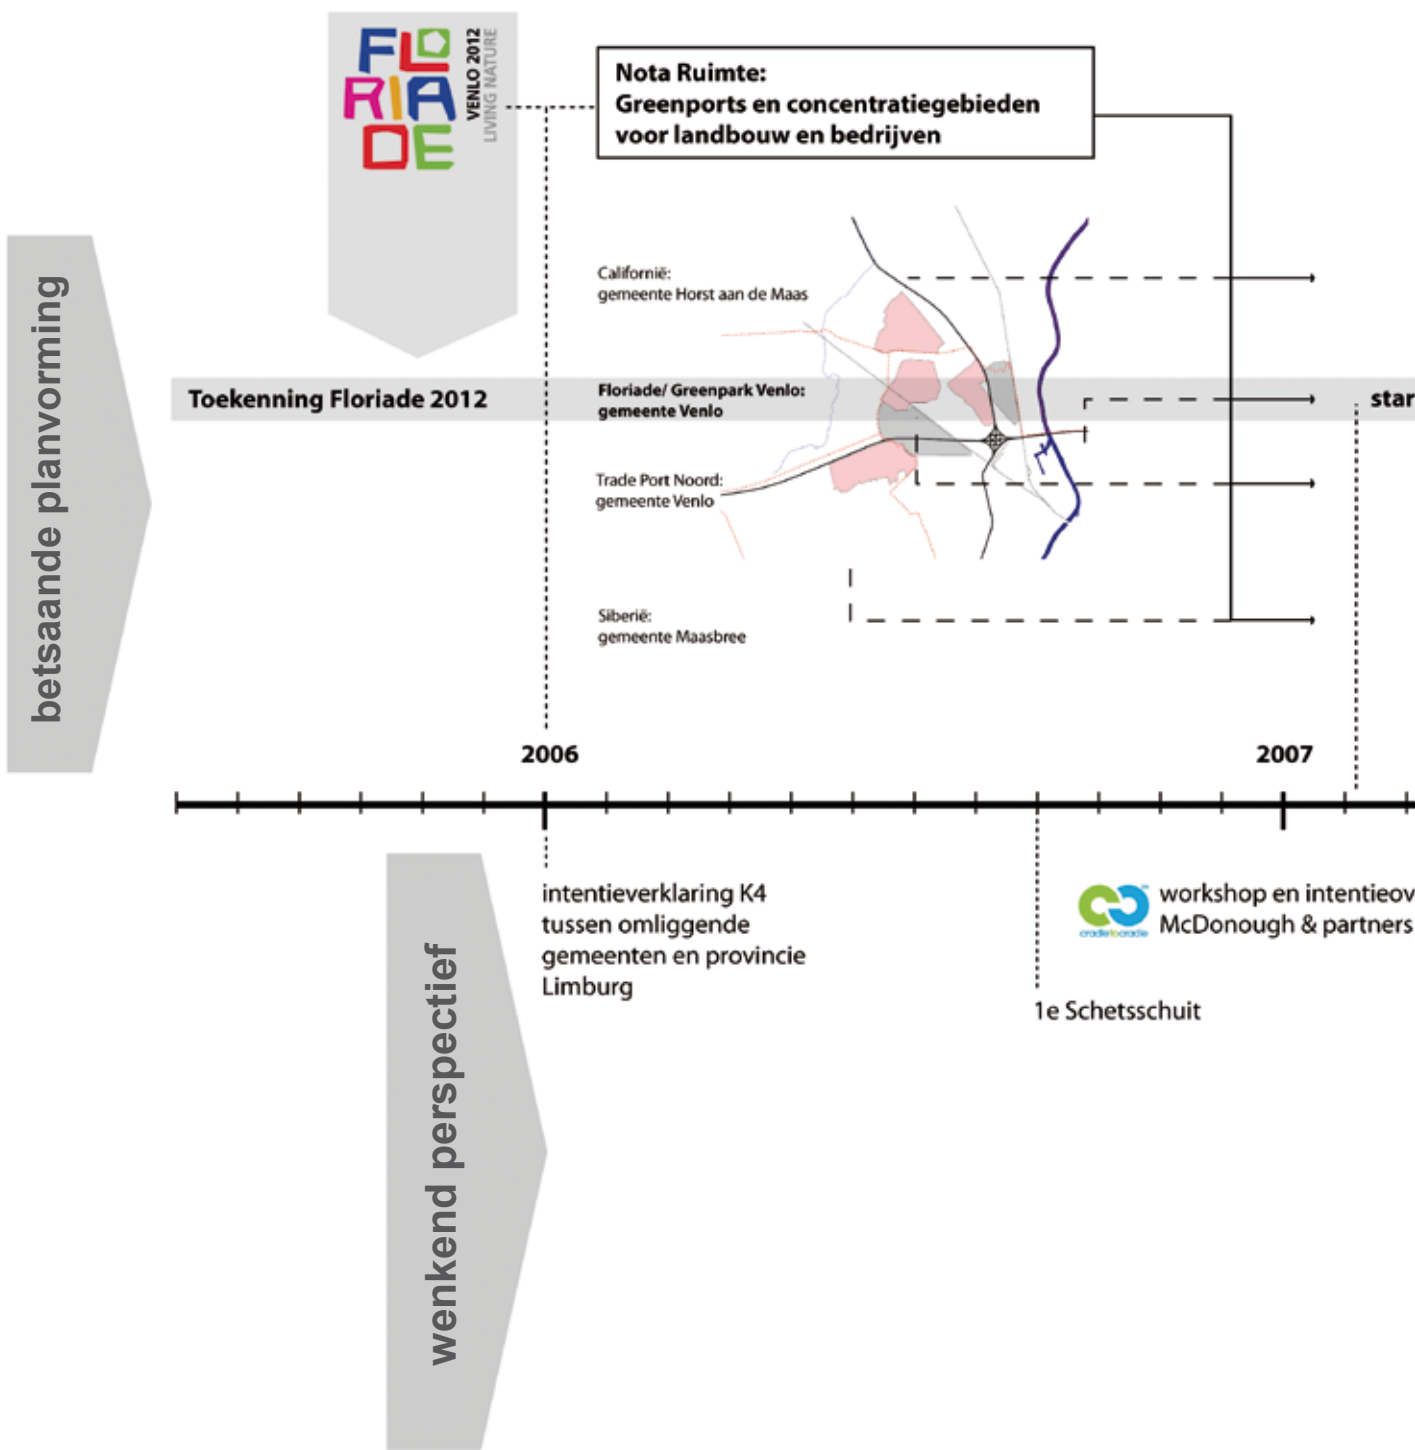 FLORIADE
VENLO 2012
LIVING NATURE
Nota Ruimte:
Greenports en concentratiegebieden
voor landbouw en bedrijven
betsaande planvorming
Californië:
gemeente Horst aan de Maas
Toekenning Floriade 2012
Floriade/ Greenpark Venlo:
gemeente Venlo
star
Trade Port Noord:
gemeente Venlo
Siberië:
gemeente Maasbree
2006
2007
wenkend perspectief
intentieverklaring K4
tussen omliggende
gemeenten en provincie
Limburg
cradletocradle
workshop en intentieov
McDonough & partners
1e Schetsschuit